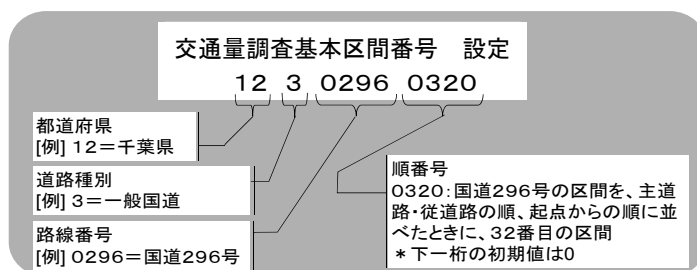 交通量調査基本区間番号　設定
12 3 0296 0320
都道府県
[例] 12＝千葉県
道路種別
[例] 3＝一般国道
路線番号
[例] 0296＝国道296号
順番号
0320：国道296号の区間を、主道
路・従道路の順、起点からの順に並
べたときに、32番目の区間
＊下一桁の初期値は0